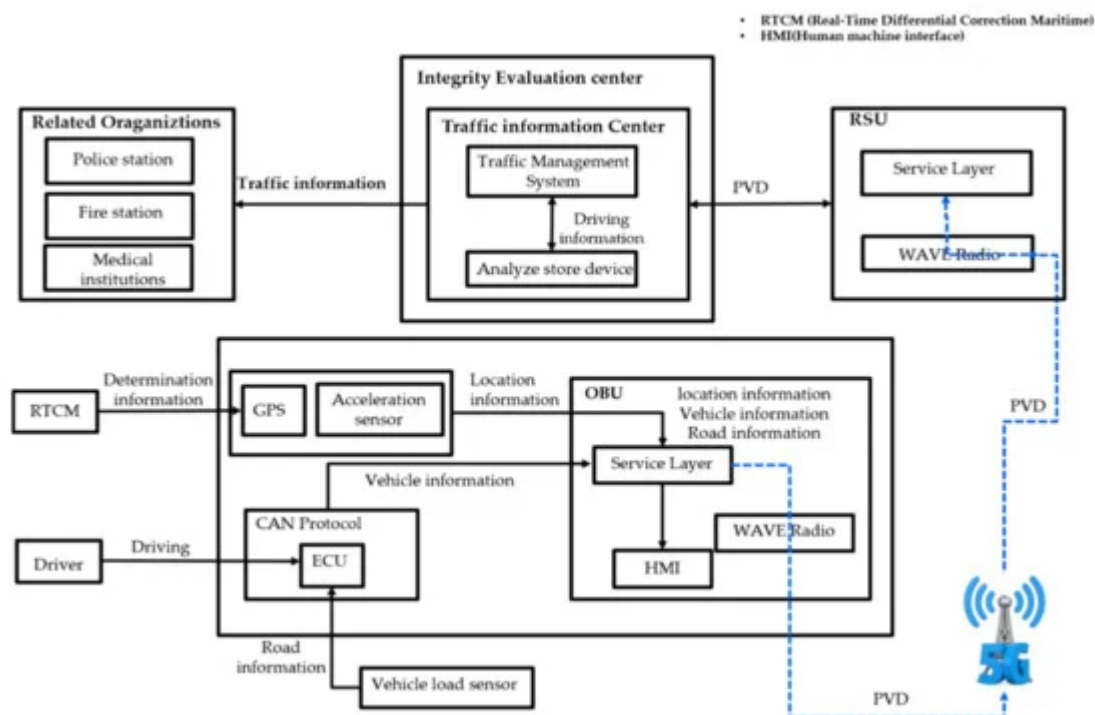 • RTCM (Real-Time Differential Correction Maritime)
• HMI(Human machine interface)
Integrity Evaluation center
Related Oraganiztions
Police station
Fire station
Medical
institutions
Traffic information
Traffic information Center
Traffic Management
System
Driving
information
Analyze store device
PVD
RSU
Service Layer
WAVE Radio
RTCM
Determination
information
GPS
Acceleration
sensor
Location
information
OBU
location information
Vehicle information
Road information
Service Layer
Vehicle information
WAVE Radio
HMI
CAN Protocol
ECU
Driver
Driving
Road
information
Vehicle load sensor
PVD
5G
PVD